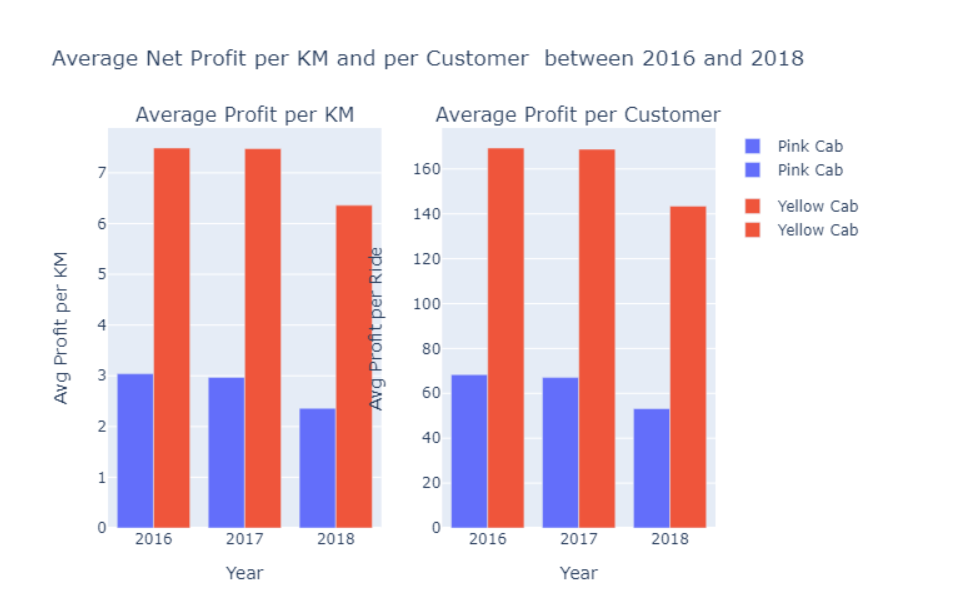 Average Net Profit per KM and per Customer  between 2016 and 2018
Average Profit per KM
Avg Profit per KM
7
6
5
4
3
2
1
0
2016 2017 2018
Year
Average Profit per Customer
Avg Profit per Ride
160
140
120
100
80
60
40
20
0
2016 2017 2018
Year
Pink Cab
Pink Cab
Yellow Cab
Yellow Cab